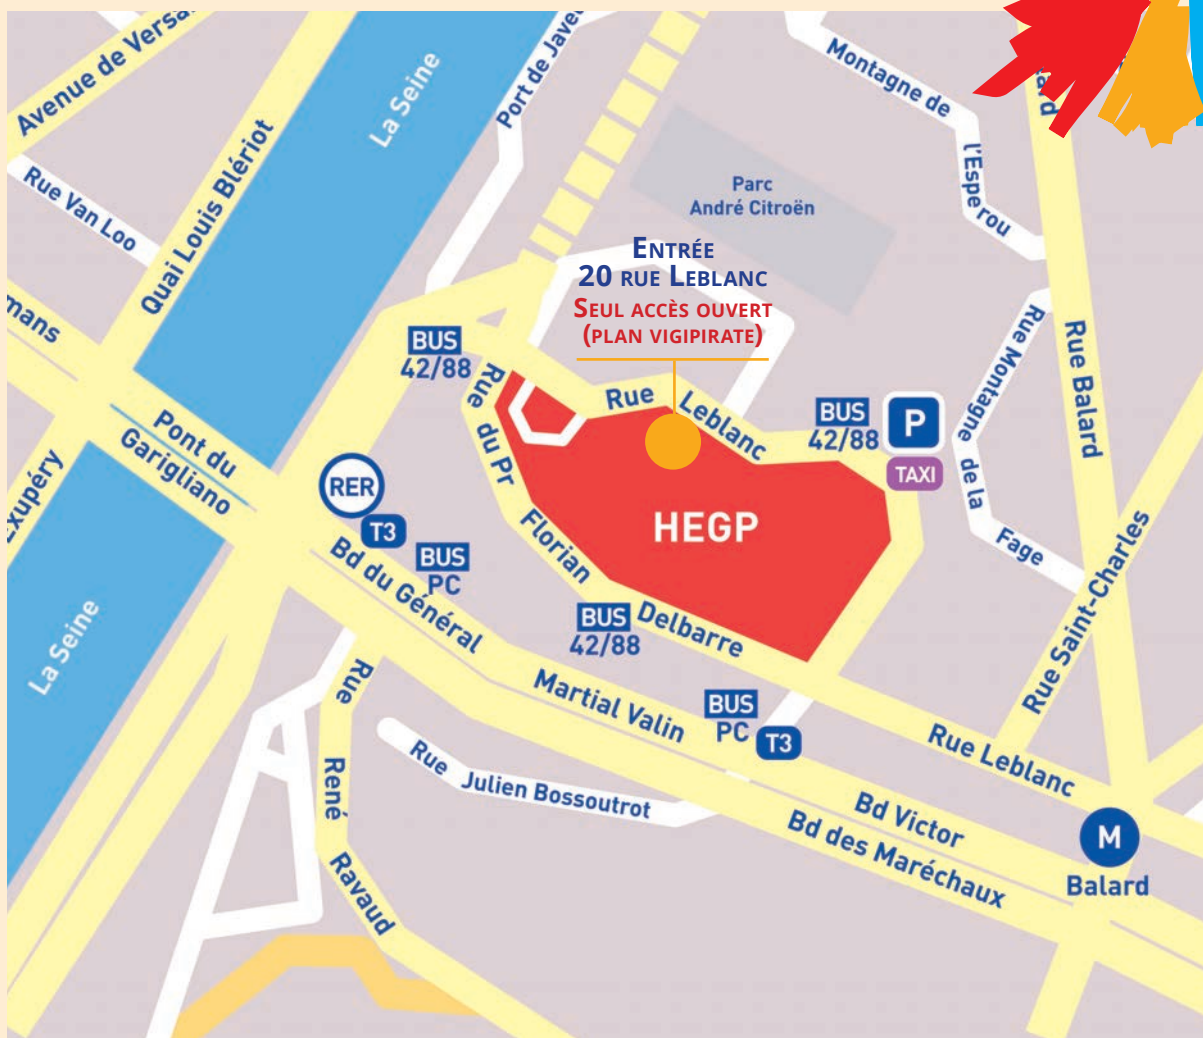 Avenue de Versa
La Seine
Port de Jave
Montagne de
l'Esperou
Rue Van Loo
Quai Louis Blériot
Parc
André Citroën
ENTRÉE
20 RUE LEBLANC
SEUL ACCÈS OUVERT
(PLAN VIGIPIRATE)
mans
BUS
42/88
Rue du Pr Florian Delbarre
Rue Leblanc
BUS
42/88
P
TAXI
Rue Montagne de la Fage
Rue Balard
Pont du
Garigliano
RER
T3
BUS
PC
HEGP
Exupéry
Bd du Général Martial Valin
BUS
42/88
Rue Saint-Charles
La Seine
Rue René Ravaud
BUS
PC
T3
Rue Julien Bossoutrot
Rue Leblanc
Bd Victor
Bd des Maréchaux
M
Balard